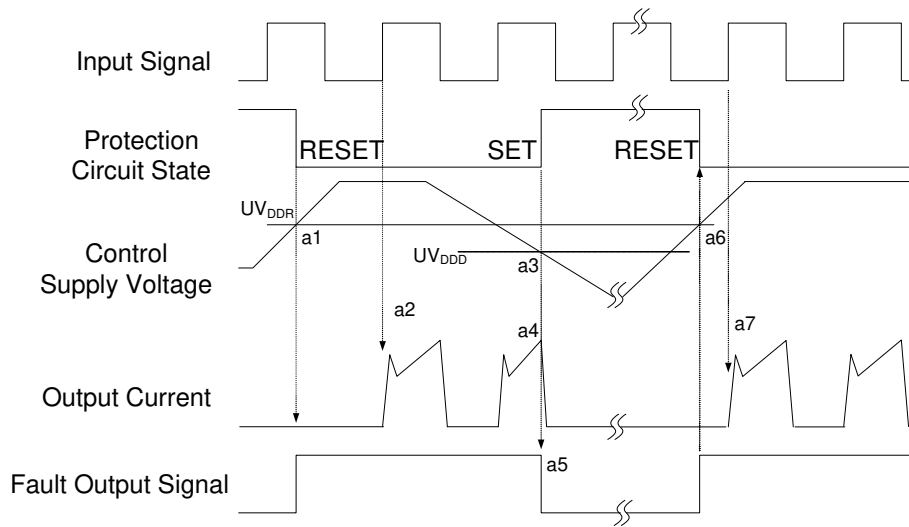 Input Signal
Protection
Circuit State
RESET
SET
RESET
UVDDR
a1
a6
Control
Supply Voltage
UVDDD
a3
a2
a4
a7
Output Current
a5
Fault Output Signal